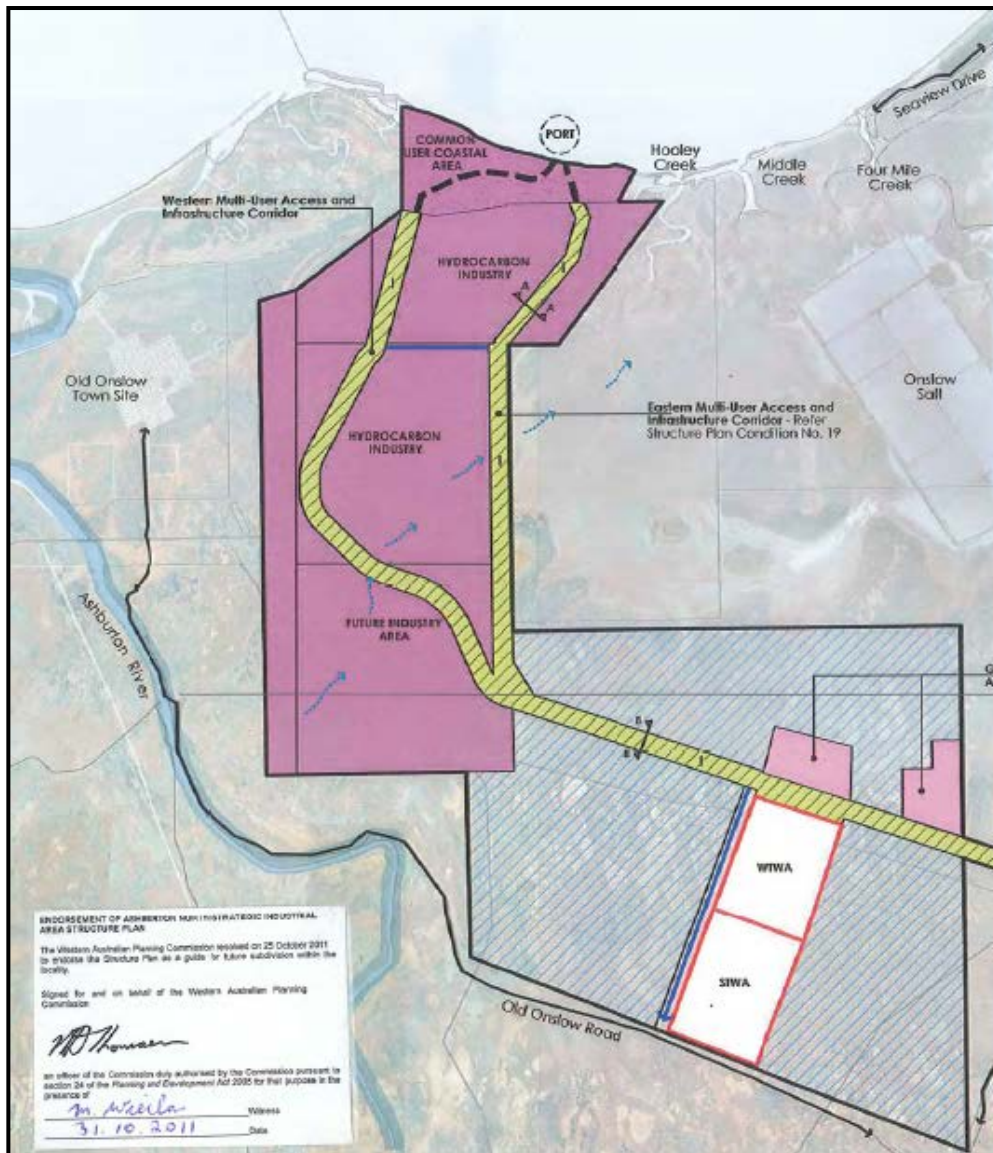 Seaview Drive
COMMON
USER COASTAL
AREA
PORT
Hooley
Creek
Middle
Creek
Four Mile
Creek
Western Multi-User Access and
Infrastructure Corridor
HYDROCARBON
INDUSTRY
A
A
Old Onslow
Town Site
Onslow
Salt
Eastern Multi-User Access and
Infrastructure Corridor - Refer
Structure Plan Condition No. 19
HYDROCARBON
INDUSTRY
Ashburton River
FUTURE INDUSTRY
AREA
G
A
B
B
WTWA
STWA
Old Onslow Road
ENDORSEMENT OF ASHBURTON NORTH STRATEGIC INDUSTRIAL
AREA STRUCTURE PLAN
The Western Australian Planning Commission resolved on 25 October 2011
to endorse the Structure Plan as a guide for future subdivision within the
locality.
Signed for and on behalf of the Western Australian Planning
Commission
an officer of the Commission duly authorised by the Commission pursuant to
section 24 of the Planning and Development Act 2005 for that purpose in the
presence of
Witness
31.10.2011
Date